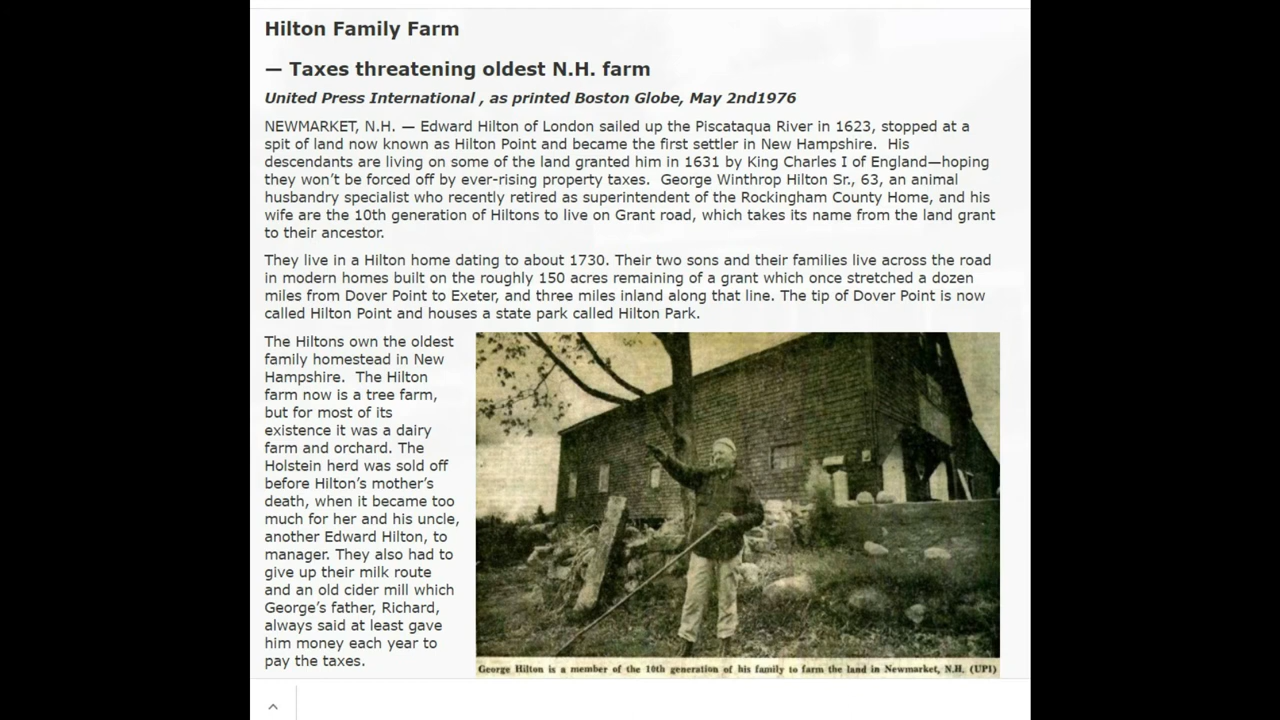 Hilton Family Farm
— Taxes threatening oldest N.H. farm
United Press International , as printed Boston Globe, May 2nd1976
NEWMARKET, N.H. — Edward Hilton of London sailed up the Piscataqua River in 1623, stopped at a
spit of land now known as Hilton Point and became the first settler in New Hampshire.  His
descendants are living on some of the land granted him in 1631 by King Charles I of England—hoping
they won’t be forced off by ever-rising property taxes.  George Winthrop Hilton Sr., 63, an animal
husbandry specialist who recently retired as superintendent of the Rockingham County Home, and his
wife are the 10th generation of Hiltons to live on Grant road, which takes its name from the land grant
to their ancestor.
They live in a Hilton home dating to about 1730. Their two sons and their families live across the road
in modern homes built on the roughly 150 acres remaining of a grant which once stretched a dozen
miles from Dover Point to Exeter, and three miles inland along that line. The tip of Dover Point is now
called Hilton Point and houses a state park called Hilton Park.
The Hiltons own the oldest
family homestead in New
Hampshire.  The Hilton
farm now is a tree farm,
but for most of its
existence it was a dairy
farm and orchard. The
Holstein herd was sold off
before Hilton’s mother’s
death, when it became too
much for her and his uncle,
another Edward Hilton, to
manager. They also had to
give up their milk route
and an old cider mill which
George’s father, Richard,
always said at least gave
him money each year to
pay the taxes.
George Hilton is a member of the 10th generation of his family to farm the land in Newmarket, N.H. (UPI)